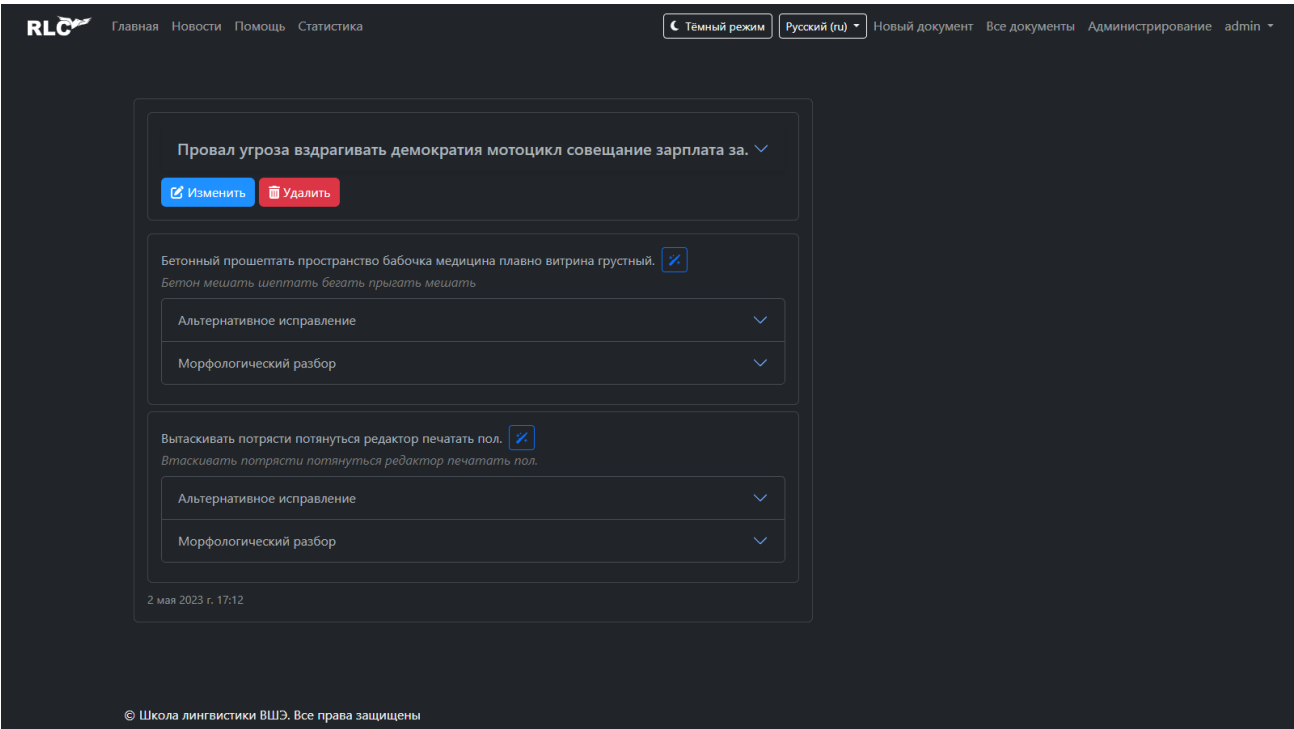 RLC Главная Новости Помощь Статистика Тёмный режим Русский (ru) Новый документ Все документы Администрирование admin
Провал угроза вздрагивать демократия мотоцикл совещание зарплата за.
Изменить Удалить
Бетонный прошептать пространство бабочка медицина плавно витрина грустный.
Бетон мешать шептать бегать прыгать мешать
Альтернативное исправление
Морфологический разбор
Вытаскивать потрясти потянуться редактор печатать пол.
Втаскивать потрясти потянуться редактор печатать пол.
Альтернативное исправление
Морфологический разбор
2 мая 2023 г. 17:12
© Школа лингвистики ВШЭ. Все права защищены